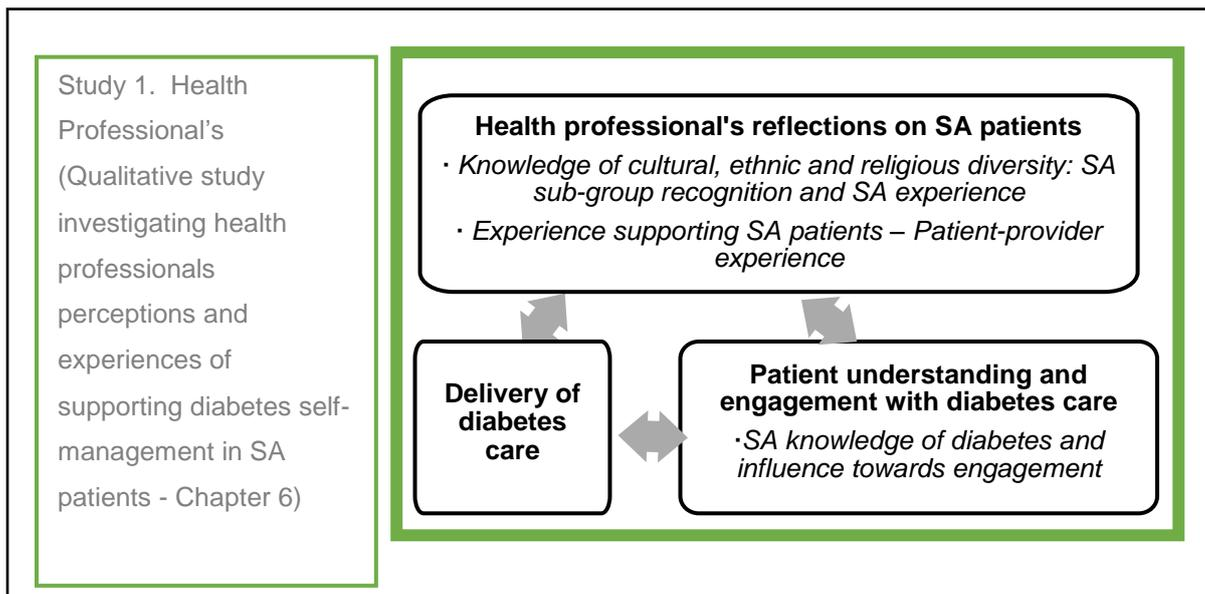 Study 1.  Health
Professional’s
(Qualitative study
investigating health
professionals
perceptions and
experiences of
supporting diabetes self-
management in SA
patients - Chapter 6)
Health professional's reflections on SA patients
· Knowledge of cultural, ethnic and religious diversity: SA
sub-group recognition and SA experience
· Experience supporting SA patients – Patient-provider
experience
Delivery of
diabetes
care
Patient understanding and
engagement with diabetes care
·SA knowledge of diabetes and
influence towards engagement